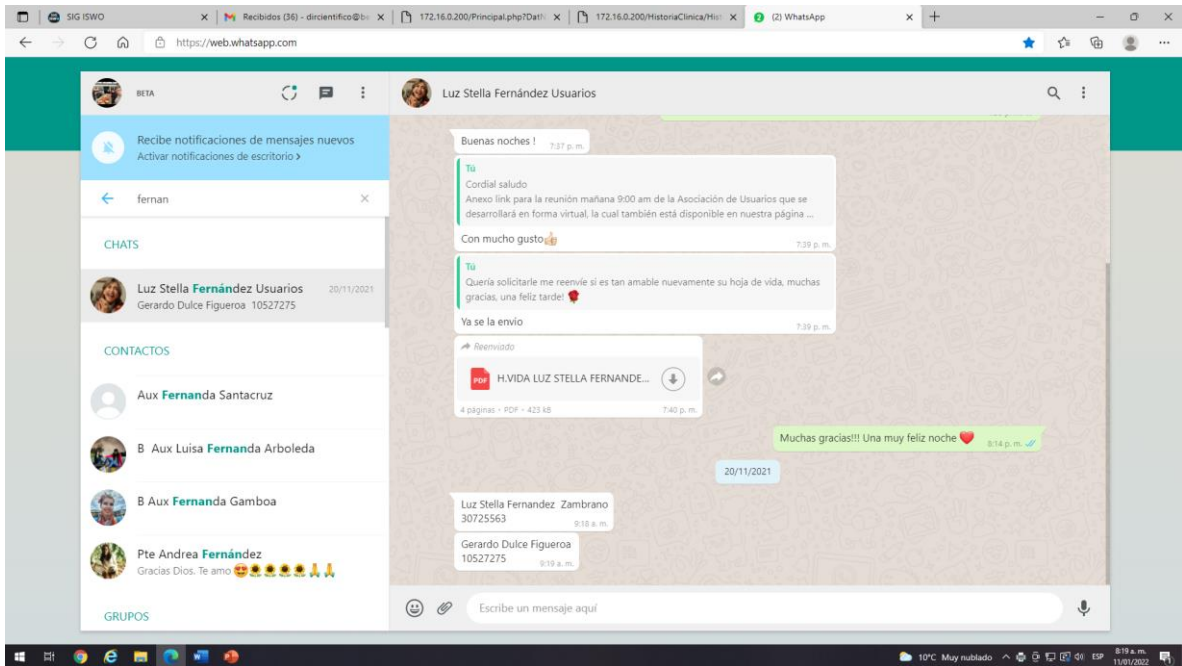 SG ISWO
Recibidos (36) - dircientifico@be
172.16.0.200/Principal.php?Dat
172.16.0.200/HistoriaClinica/His
(2) WhatsApp
https://web.whatsapp.com
BETA
Luz Stella Fernández Usuarios
Recibe notificaciones de mensajes nuevos
Activar notificaciones de escritorio >
fernan
CHATS
Luz Stella Fernández Usuarios 20/11/2021
Gerardo Dulce Figueroa 10527275
CONTACTOS
Aux Fernanda Santacruz
B Aux Luisa Fernanda Arboleda
B Aux Fernanda Gamboa
Pte Andrea Fernández
Gracias Dios. Te amo 😍🌻🌻🌻🌻🙏🙏
GRUPOS
Buenas noches ! 7:37 p. m.
Tú
Cordial saludo
Anexo link para la reunión mañana 9:00 am de la Asociación de Usuarios que se
desarrollará en forma virtual, la cual también está disponible en nuestra página ...
Con mucho gusto👍🏻 7:39 p. m.
Tú
Quería solicitarle me reenvíe si es tan amable nuevamente su hoja de vida, muchas
gracias, una feliz tarde! 🌹
Ya se la envio 7:39 p. m.
Reenviado
PDF H.VIDA LUZ STELLA FERNANDE...
4 páginas • PDF • 423 kB 7:40 p. m.
Muchas gracias!!! Una muy feliz noche ❤️ 8:14 p. m.
20/11/2021
Luz Stella Fernandez Zambrano
30725563 9:18 a. m.
Gerardo Dulce Figueroa
10527275 9:19 a. m.
Escribe un mensaje aquí
10°C Muy nublado ESP 8:19 a. m.
11/01/2022